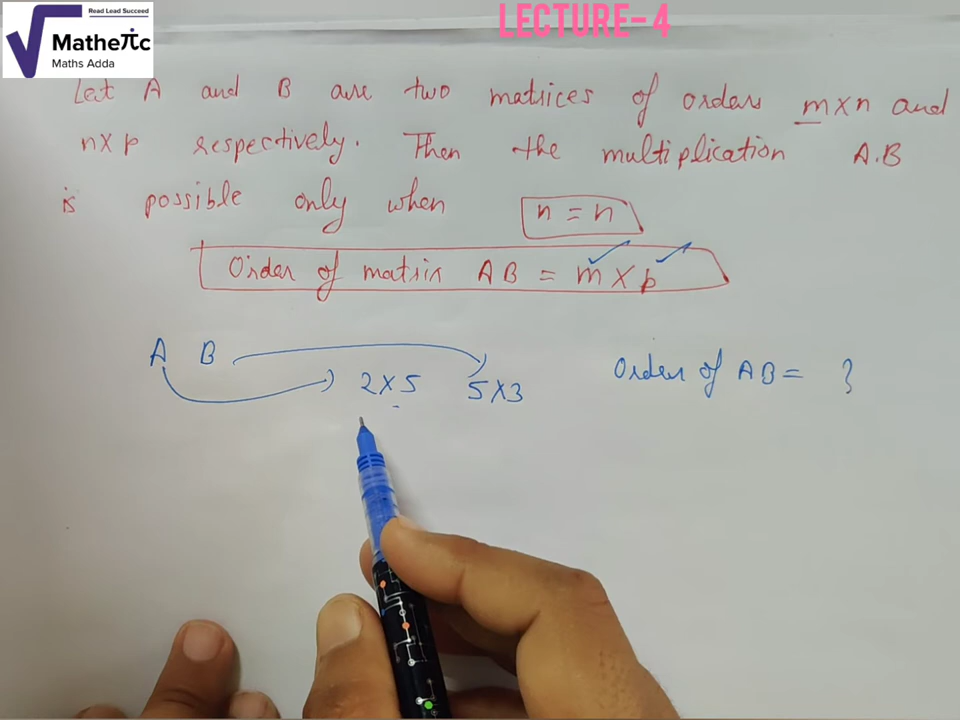 LECTURE-4
Read Lead Succeed
Matheπtc
Maths Adda
Let A and B are two matrices of orders m×n and
n×p respectively. Then the multiplication A.B
is possible only when n = n
Order of matrix AB = m×p
A B
2×5 5×3 Order of AB = ?